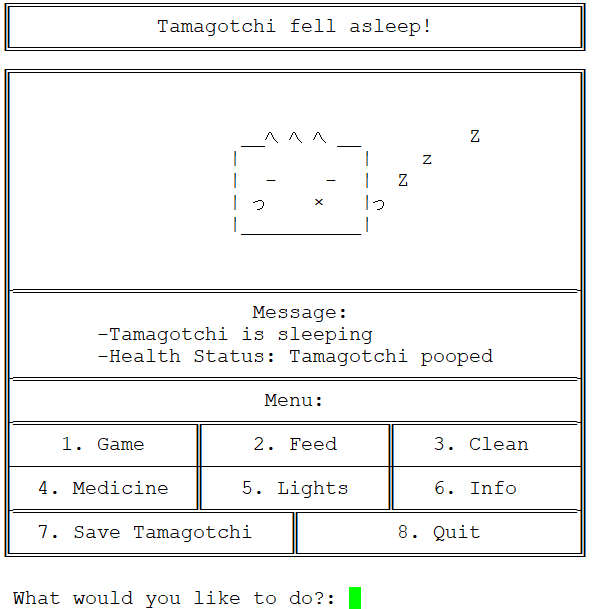 Tamagotchi fell asleep!
Z
z
Z
Message:
-Tamagotchi is sleeping
-Health Status: Tamagotchi pooped
Menu:
1. Game 2. Feed 3. Clean
4. Medicine 5. Lights 6. Info
7. Save Tamagotchi 8. Quit
What would you like to do?: